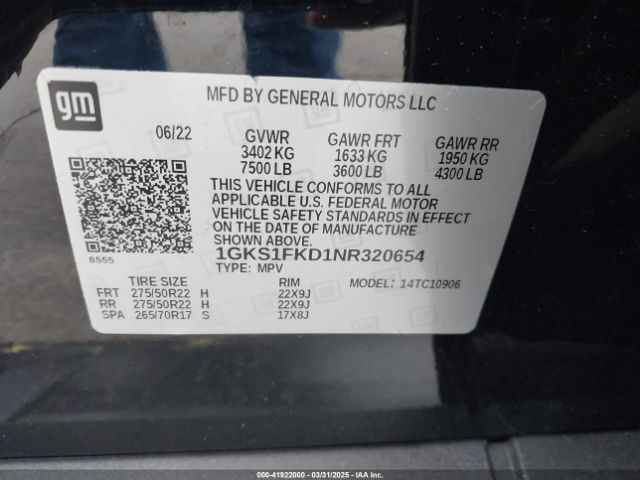 gm
MFD BY GENERAL MOTORS LLC
06/22
GVWR GAWR FRT GAWR RR
3402 KG 1633 KG 1950 KG
7500 LB 3600 LB 4300 LB
THIS VEHICLE CONFORMS TO ALL
APPLICABLE U.S. FEDERAL MOTOR
VEHICLE SAFETY STANDARDS IN EFFECT
ON THE DATE OF MANUFACTURE
SHOWN ABOVE.
8555
1GKS1FKD1NR320654
TYPE: MPV MODEL: 14TC10906
TIRE SIZE RIM
FRT 275/50R22 H 22X9J
RR 275/50R22 H 22X9J
SPA 265/70R17 S 17X8J
000-41922000 - 03/31/2025 - IAA, Inc.